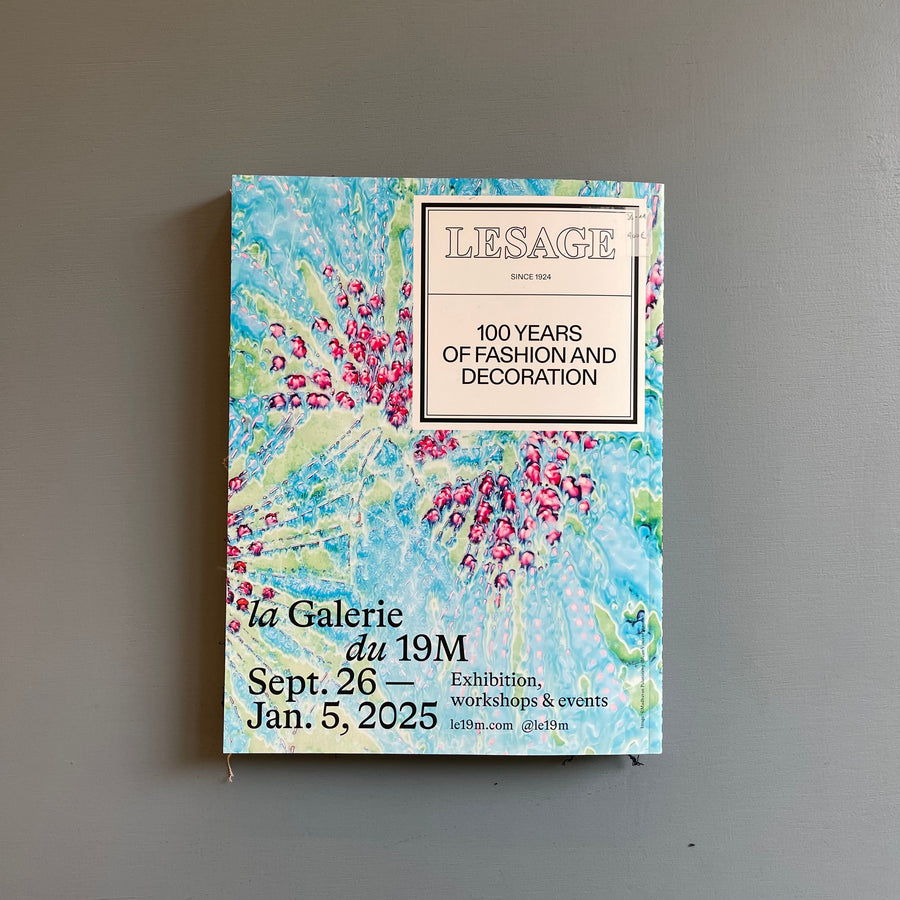 LESAGE
SINCE 1924
100 YEARS
OF FASHION AND
DECORATION
la Galerie
du 19M
Sept. 26 —
Jan. 5, 2025
Exhibition,
workshops & events
le19m.com @le19m